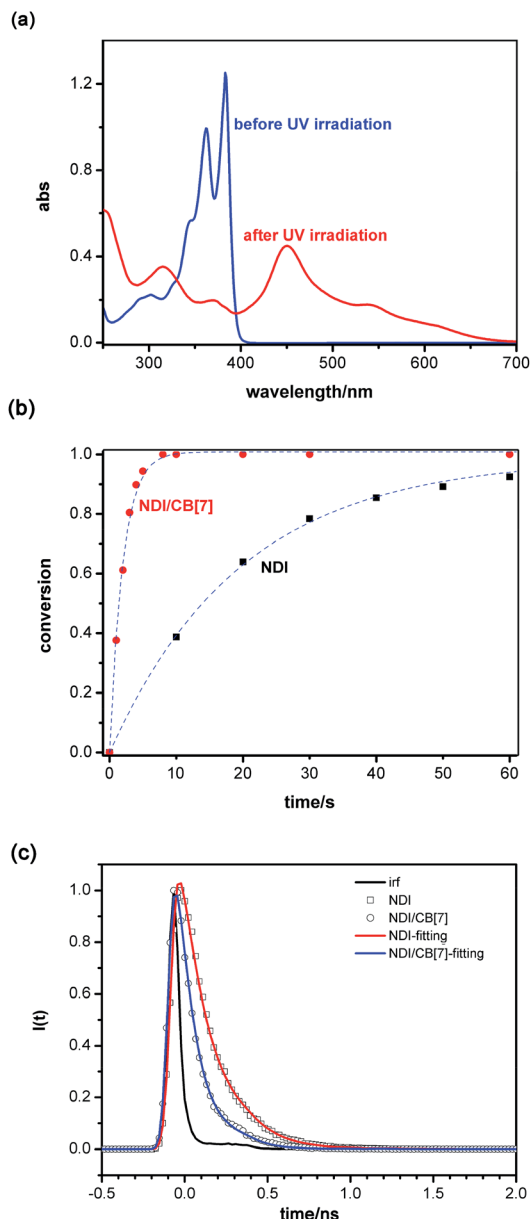 (a)
1.2
0.8
0.4
0.0
abs
before UV irradiation
after UV irradiation
300 400 500 600 700
wavelength/nm
(b)
1.0
0.8
0.6
0.4
0.2
0.0
conversion
NDI/CB[7]
NDI
0 10 20 30 40 50 60
time/s
(c)
1.0
0.8
0.6
0.4
0.2
0.0
I(t)
irf
NDI
NDI/CB[7]
NDI-fitting
NDI/CB[7]-fitting
-0.5 0.0 0.5 1.0 1.5 2.0
time/ns